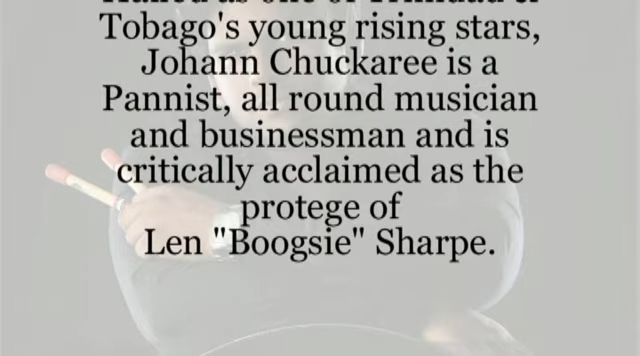 Tobago's young rising stars,
Johann Chuckaree is a
Pannist, all round musician
and businessman and is
critically acclaimed as the
protege of
Len "Boogsie" Sharpe.